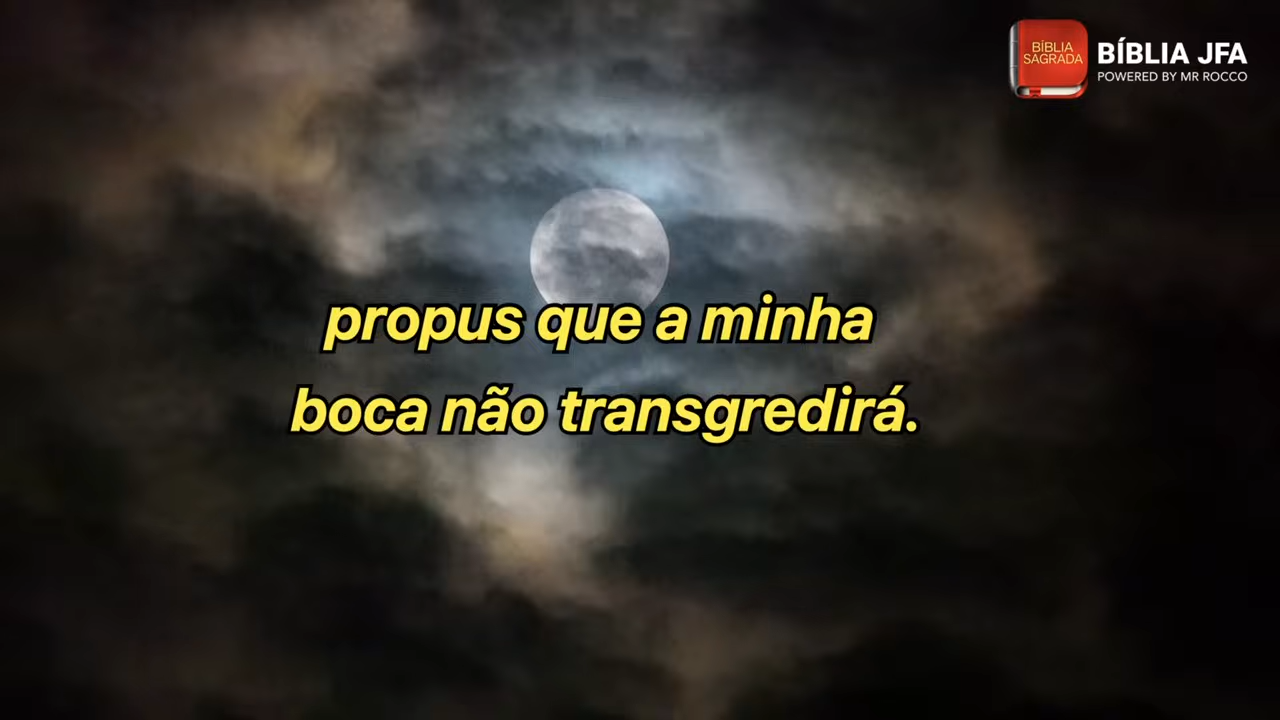 BÍBLIA
SAGRADA
BÍBLIA JFA
POWERED BY MR ROCCO
propus que a minha
boca não transgredirá.